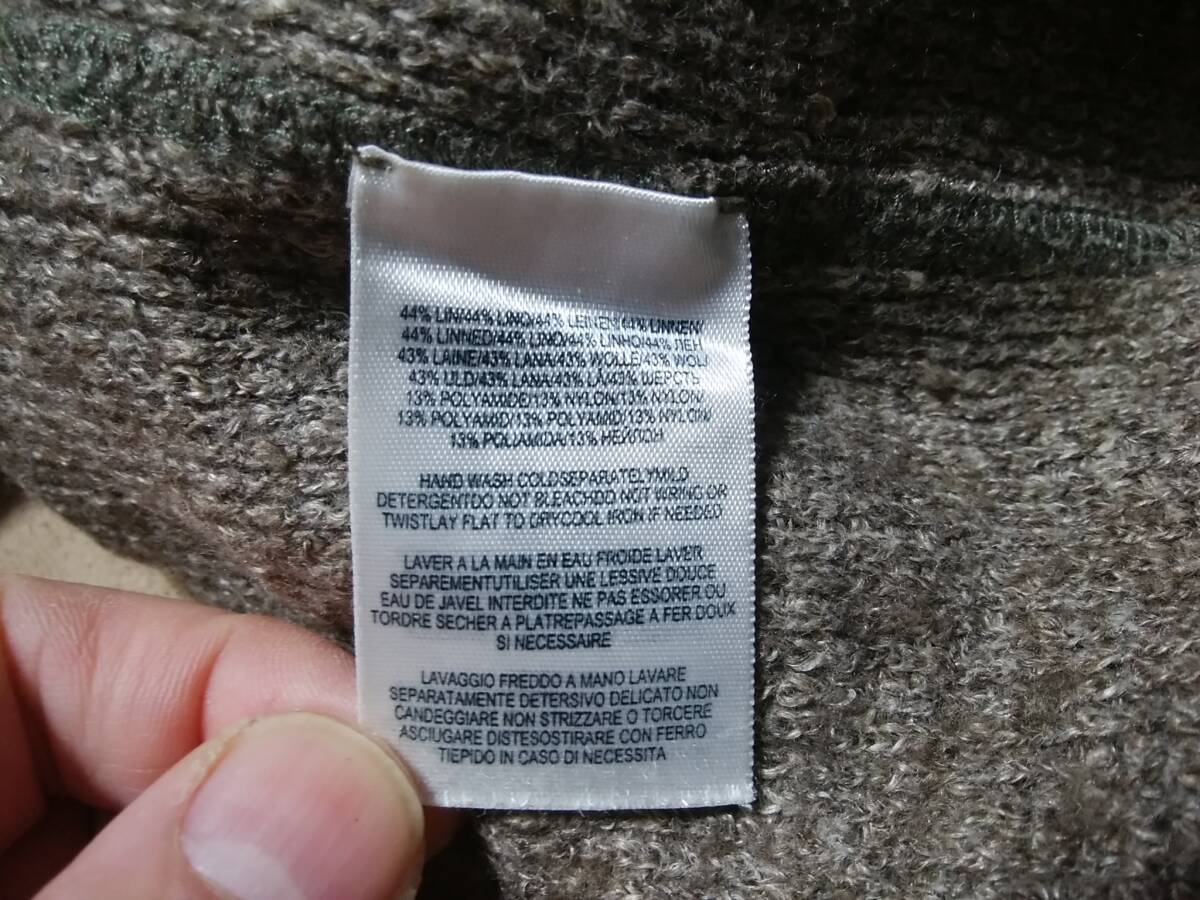 44% LIN/44% LINO/44% LEINEN/44% LINNEN/
44% LINNED/44% LINO/44% LINHO/44% ЛЕН
43% LAINE/43% LANA/43% WOLLE/43% WOL/
43% ULD/43% LANA/43% LÃ/43% ШЕРСТЬ
13% POLYAMIDE/13% NYLON/13% NYLON/
13% POLYAMID/13% POLYAMID/13% NYLON/
13% POLIAMIDA/13% НЕЙЛОН
HAND WASH COLDSEPARATELYMILD
DETERGENTDO NOT BLEACHDO NOT WRING OR
TWISTLAY FLAT TO DRYCOOL IRON IF NEEDED
LAVER A LA MAIN EN EAU FROIDE LAVER
SEPAREMENTUTILISER UNE LESSIVE DOUCE
EAU DE JAVEL INTERDITE NE PAS ESSORER OU
TORDRE SECHER A PLATREPASSAGE A FER DOUX
SI NECESSAIRE
LAVAGGIO FREDDO A MANO LAVARE
SEPARATAMENTE DETERSIVO DELICATO NON
CANDEGGIARE NON STRIZZARE O TORCERE
ASCIUGARE DISTESOSTIRARE CON FERRO
TIEPIDO IN CASO DI NECESSITA